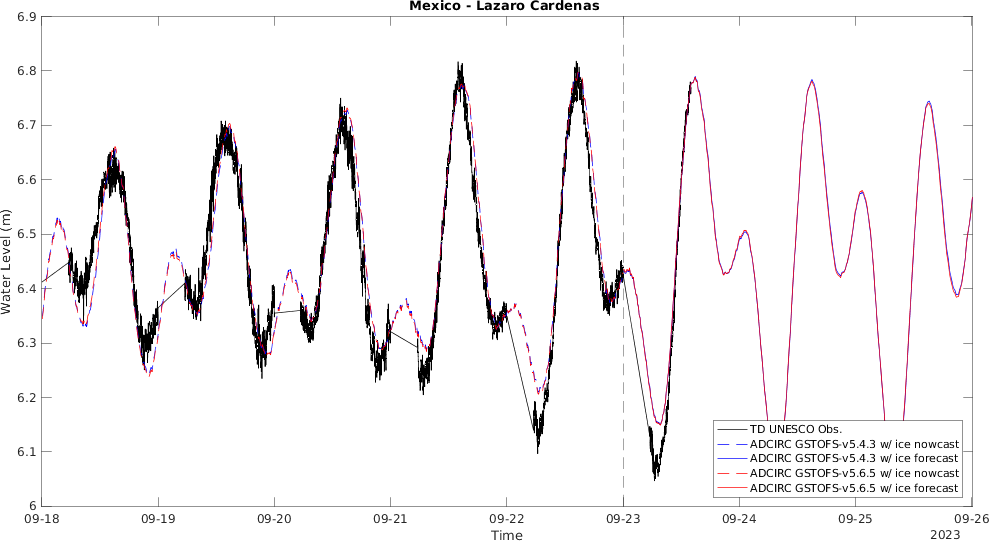 Mexico - Lazaro Cardenas
Water Level (m)
6.9
6.8
6.7
6.6
6.5
6.4
6.3
6.2
6.1
6
09-18 09-19 09-20 09-21 09-22 09-23 09-24 09-25 09-26
Time
2023
TD UNESCO Obs.
ADCIRC GSTOFS-v5.4.3 w/ ice nowcast
ADCIRC GSTOFS-v5.4.3 w/ ice forecast
ADCIRC GSTOFS-v5.6.5 w/ ice nowcast
ADCIRC GSTOFS-v5.6.5 w/ ice forecast